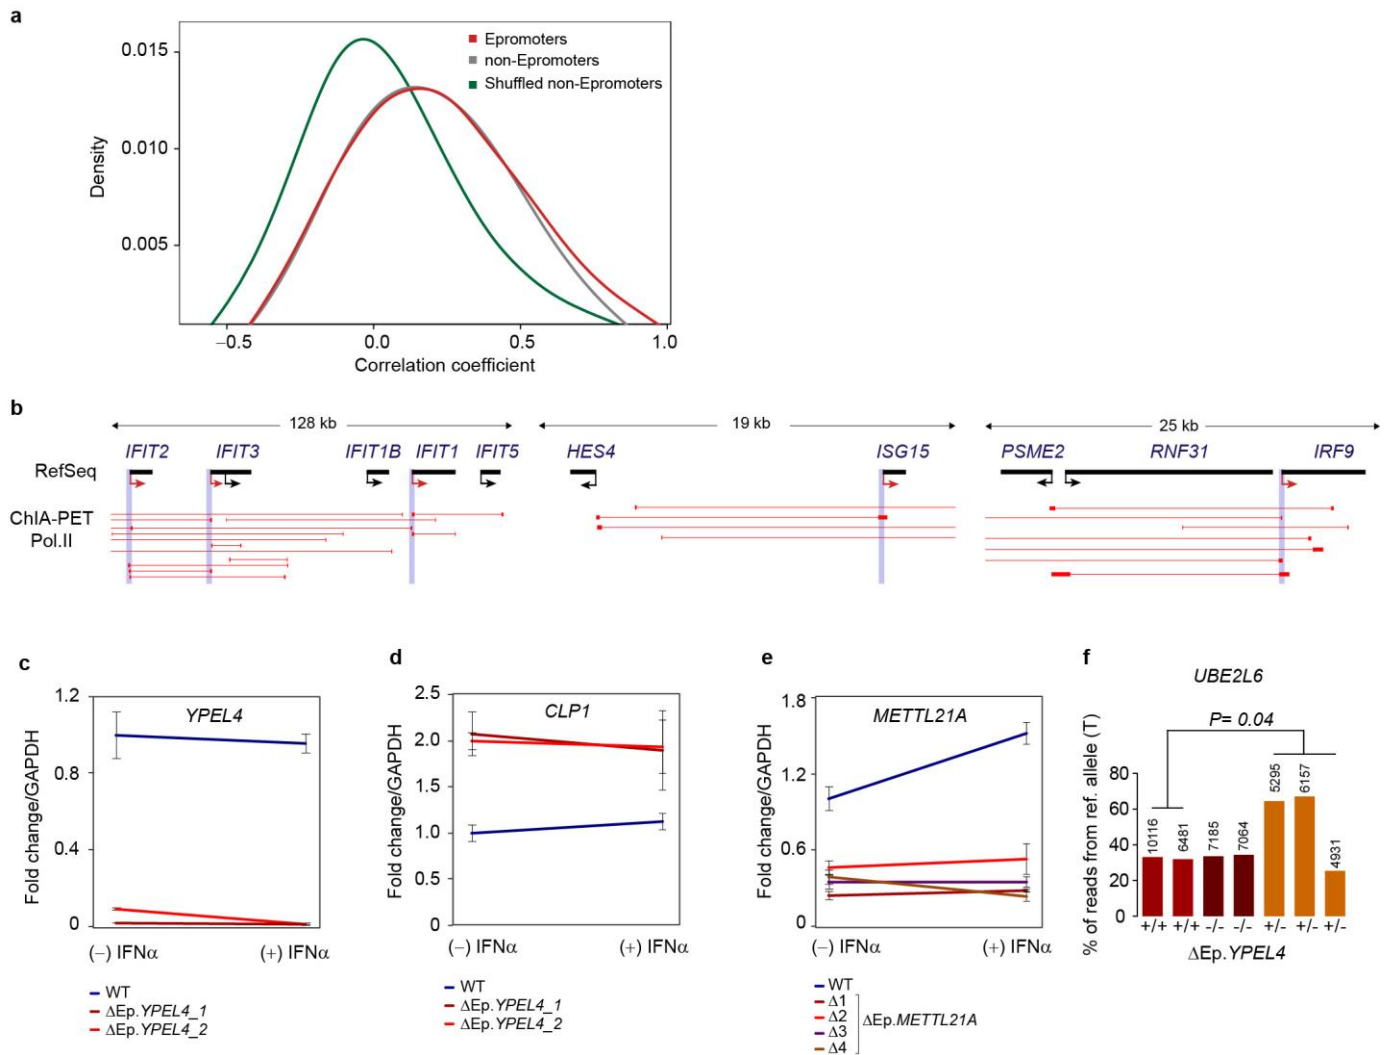 a
Epromoters
non-Epromoters
Shuffled non-Epromoters
0.015
0.010
0.005
Density
−0.5 0.0 0.5 1.0
Correlation coefficient
b
128 kb 19 kb 25 kb
IFIT2 IFIT3 IFIT1B IFIT1 IFIT5 HES4 ISG15 PSME2 RNF31 IRF9
RefSeq
ChIA-PET
Pol.II
c
YPEL4
1.2
0.8
0.4
0
Fold change/GAPDH
(−) IFNα (+) IFNα
WT
ΔEp.YPEL4_1
ΔEp.YPEL4_2
d
CLP1
2.5
2.0
1.5
1.0
0.5
0
Fold change/GAPDH
(−) IFNα (+) IFNα
WT
ΔEp.YPEL4_1
ΔEp.YPEL4_2
e
METTL21A
1.8
1.2
0.6
0
Fold change/GAPDH
(−) IFNα (+) IFNα
WT
Δ1
Δ2
Δ3
Δ4
ΔEp.METTL21A
f
UBE2L6
P= 0.04
80
60
40
20
0
% of reads from ref. allele (T)
10116 6481 7185 7064 5295 6157 4931
+/+ +/+ -/- -/- +/- +/- +/-
ΔEp.YPEL4